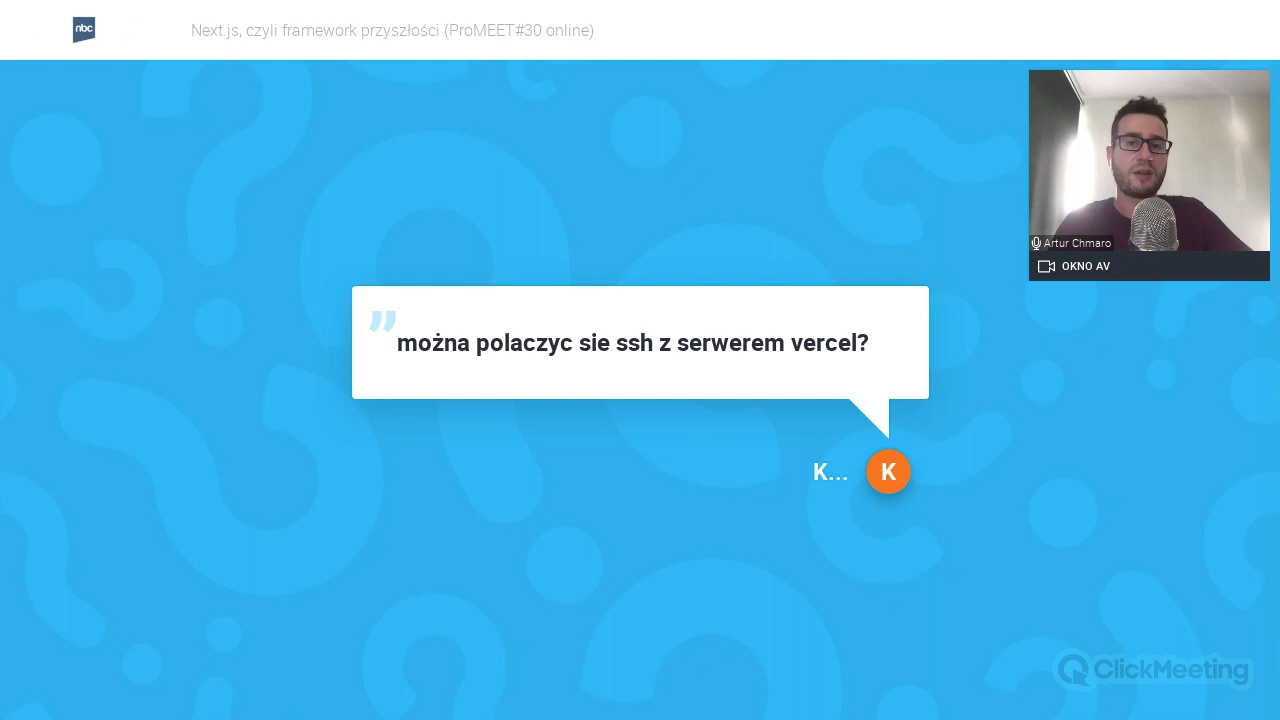 nbc
Next.js, czyli framework przyszłości (ProMEET#30 online)
Artur Chmaro
OKNO AV
” można polaczyc sie ssh z serwerem vercel?
K... K
ClickMeeting